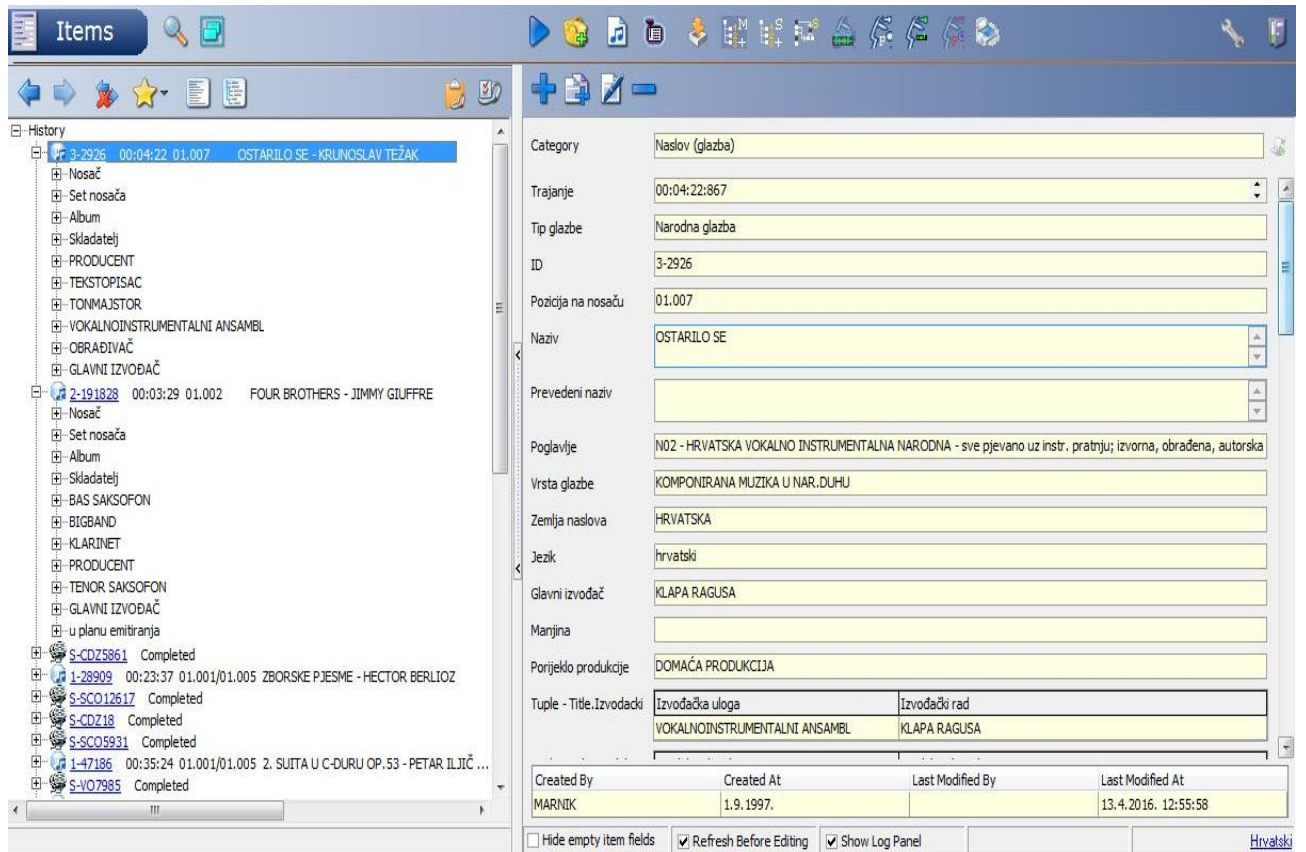 Items
History
3-2926 00:04:22 01.007 OSTARILO SE - KRUNOSLAV TEŽAK
Nosač
Set nosača
Album
Skladatelj
PRODUCENT
TEKSTOPISAC
TONMAJSTOR
VOKALNOINSTRUMENTALNI ANSAMBL
OBRAĐIVAČ
GLAVNI IZVOĐAČ
2-191828 00:03:29 01.002 FOUR BROTHERS - JIMMY GIUFFRE
Nosač
Set nosača
Album
Skladatelj
BAS SAKSOFON
BIGBAND
KLARINET
PRODUCENT
TENOR SAKSOFON
GLAVNI IZVOĐAČ
u planu emitiranja
S-CDZ5861 Completed
1-28909 00:23:37 01.001/01.005 ZBORSKE PJESME - HECTOR BERLIOZ
S-SCO12617 Completed
S-CDZ18 Completed
S-SCO5931 Completed
1-47186 00:35:24 01.001/01.005 2. SUITA U C-DURU OP.53 - PETAR ILJIČ ...
S-VO7985 Completed
Category Naslov (glazba)
Trajanje 00:04:22:867
Tip glazbe Narodna glazba
ID 3-2926
Pozicija na nosaču 01.007
Naziv OSTARILO SE
Prevedeni naziv
Poglavlje N02 - HRVATSKA VOKALNO INSTRUMENTALNA NARODNA - sve pjevano uz instr. pratnju; izvorna, obrađena, autorska
Vrsta glazbe KOMPONIRANA MUZIKA U NAR.DUHU
Zemlja naslova HRVATSKA
Jezik hrvatski
Glavni izvođač KLAPA RAGUSA
Manjina
Porijeklo produkcije DOMAĆA PRODUKCIJA
Tuple - Title.Izvodacki Izvođačka uloga Izvođački rad
VOKALNOINSTRUMENTALNI ANSAMBL KLAPA RAGUSA
Created By Created At Last Modified By Last Modified At
MARNIK 1.9.1997. 13.4.2016. 12:55:58
Hide empty item fields Refresh Before Editing Show Log Panel Hrvatski